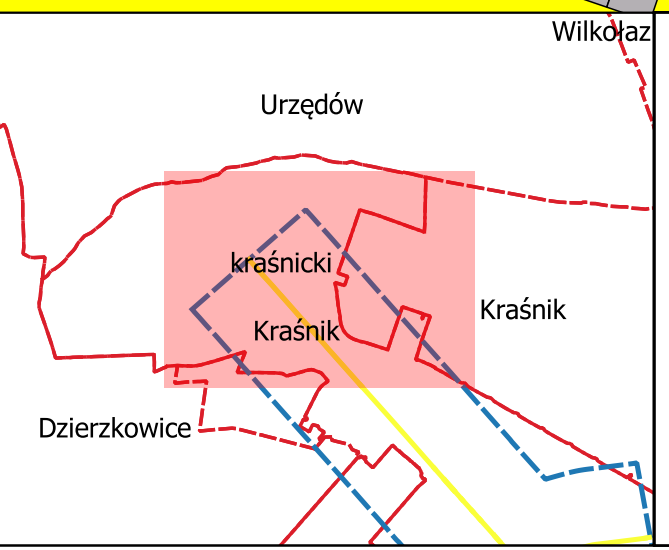 Wilkołaz
Urzędów
kraśnicki
Kraśnik
Kraśnik
Dzierzkowice